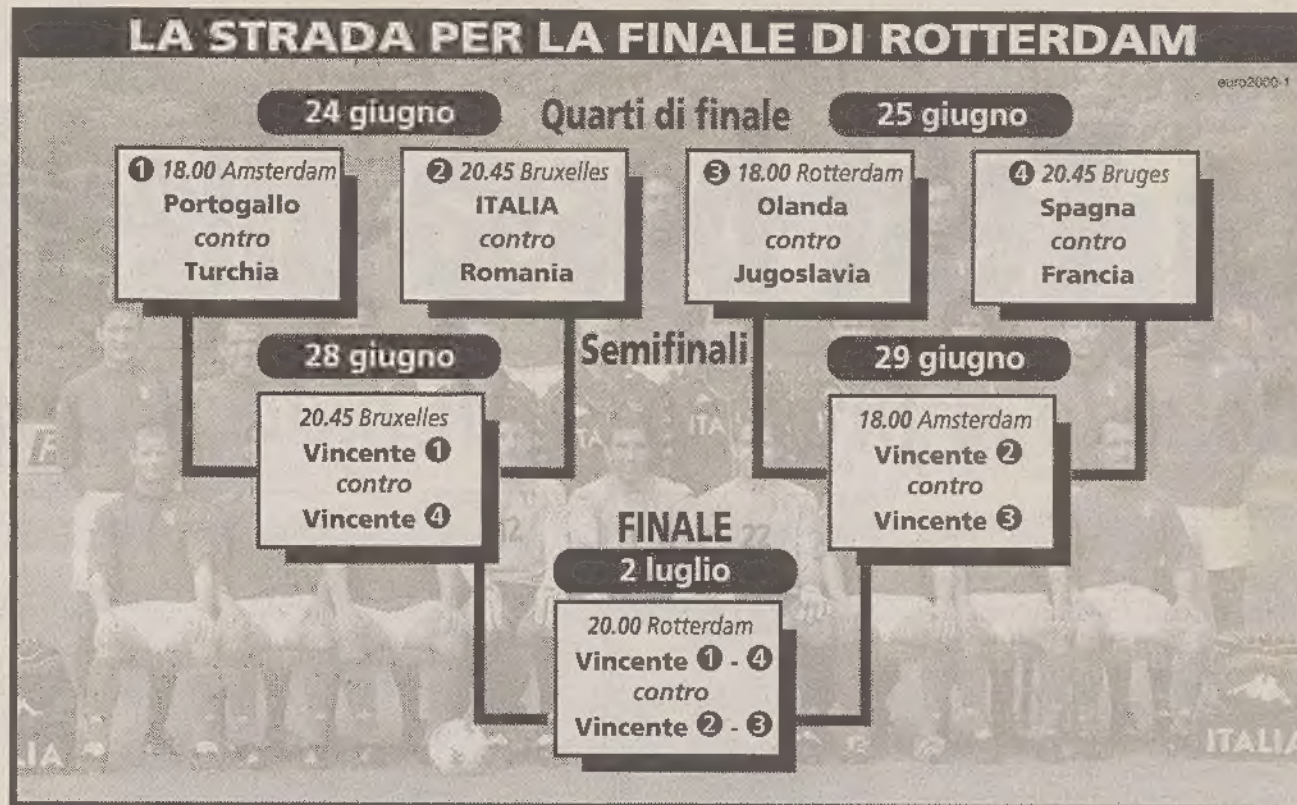 LA STRADA PER LA FINALE DI ROTTERDAM
euro2000-1
24 giugno
Quarti di finale
25 giugno
❶ 18.00 Amsterdam
Portogallo
contro
Turchia
❷ 20.45 Bruxelles
ITALIA
contro
Romania
❸ 18.00 Rotterdam
Olanda
contro
Jugoslavia
❹ 20.45 Bruges
Spagna
contro
Francia
Semifinali
28 giugno
20.45 Bruxelles
Vincente ❶
contro
Vincente ❹
29 giugno
18.00 Amsterdam
Vincente ❷
contro
Vincente ❸
FINALE
2 luglio
20.00 Rotterdam
Vincente ❶ - ❹
contro
Vincente ❷ - ❸
ITA
ITA
22
LIA
ITALIA